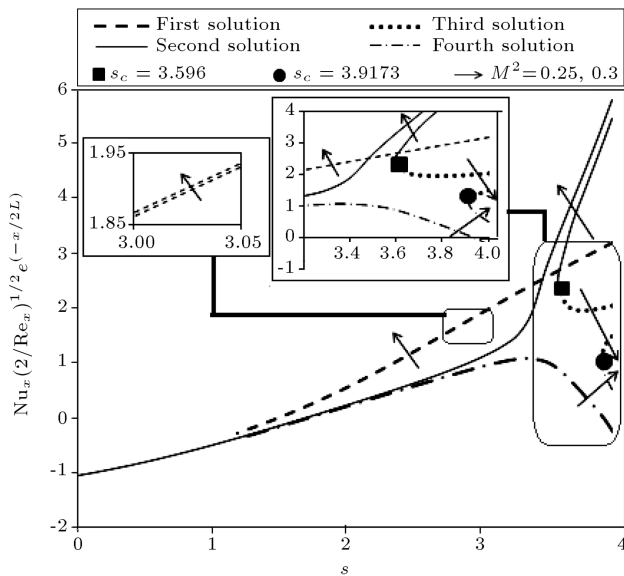 First solution Third solution
Second solution Fourth solution
s_c = 3.596 s_c = 3.9173 M²=0.25, 0.3
6
5
4
3
2
1
0
-1
-2
Nu_x(2/Re_x)^{1/2}e^{(-x/2L)}
1.95
1.85
3.00 3.05
4
3
2
1
0
-1
3.4 3.6 3.8 4.0
0 1 2 3 4
s